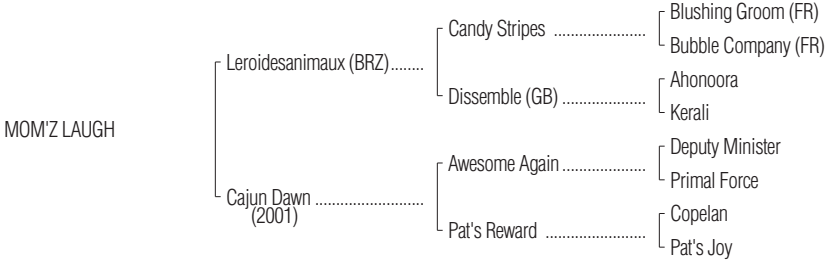 Blushing Groom (FR)
Candy Stripes ......................
Bubble Company (FR)
Leroidesanimaux (BRZ)........
Ahonoora
Dissemble (GB) ....................
Kerali
MOM'Z LAUGH
Deputy Minister
Awesome Again ....................
Primal Force
Cajun Dawn ..........................
(2001)
Copelan
Pat's Reward ........................
Pat's Joy